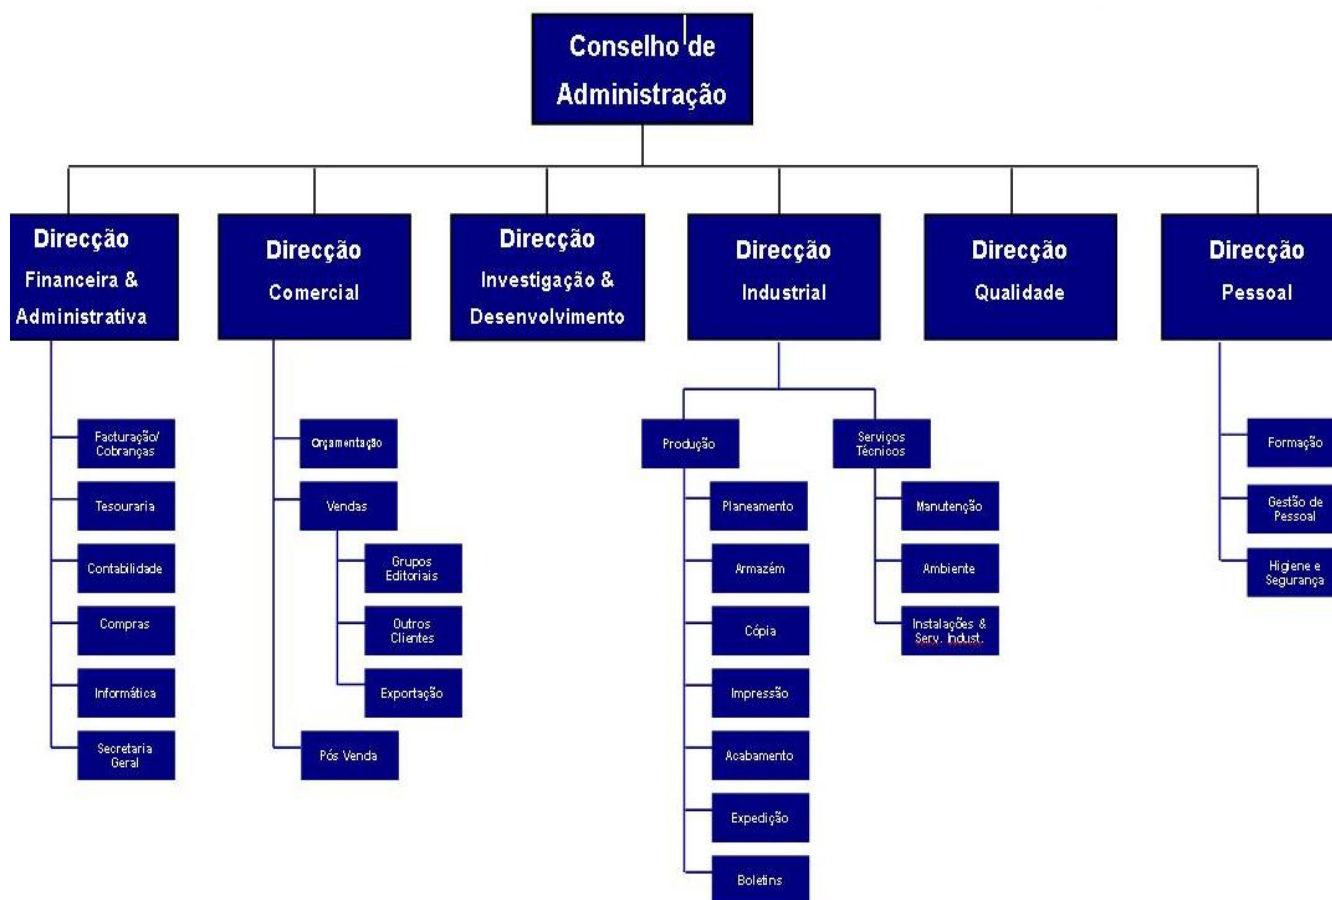 Conselho de
Administração
Direcção
Financeira &
Administrativa
Direcção
Comercial
Direcção
Investigação &
Desenvolvimento
Direcção
Industrial
Direcção
Qualidade
Direcção
Pessoal
Facturação/
Cobranças
Tesouraria
Contabilidade
Compras
Informática
Secretaria
Geral
Orçamentação
Vendas
Grupos
Editoriais
Outros
Clientes
Exportação
Pós Venda
Produção
Planeamento
Armazém
Cópia
Impressão
Acabamento
Expedição
Boletins
Serviços
Técnicos
Manutenção
Ambiente
Instalações &
Serv. Indust.
Formação
Gestão de
Pessoal
Higiene e
Segurança